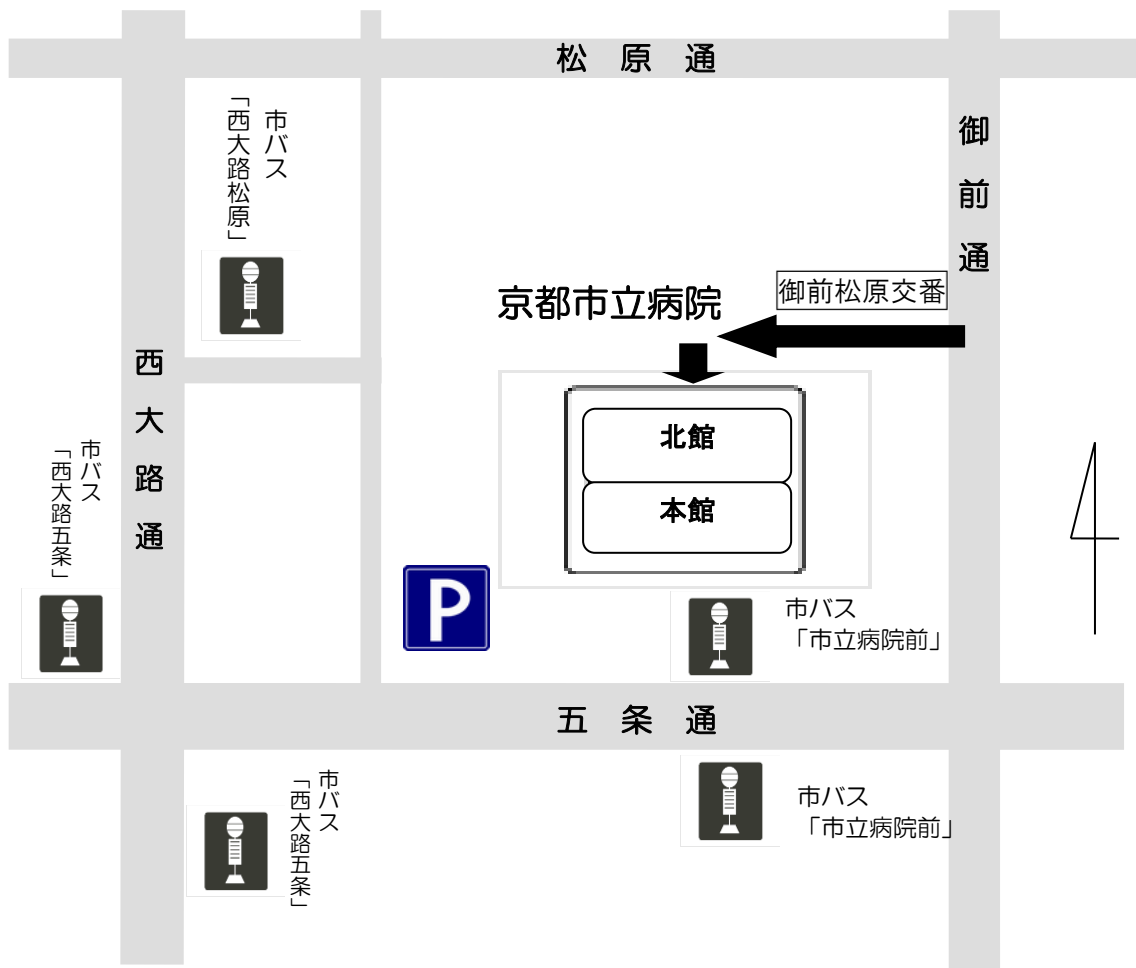 松原通
市バス
「西大路松原」
御前通
御前松原交番
京都市立病院
西大路通
北館
本館
市バス
「西大路五条」
P
市バス
「市立病院前」
五条通
市バス
「西大路五条」
市バス
「市立病院前」